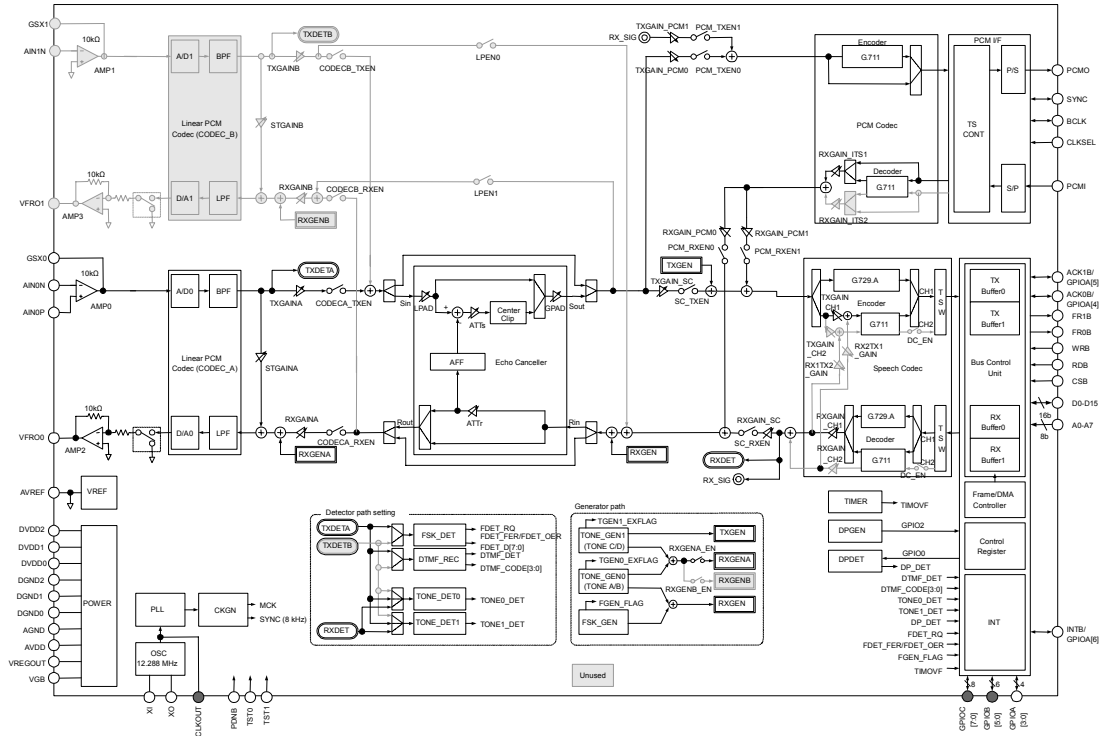 GSX1
10kΩ
AIN1N
AMP1
A/D1
BPF
TXDETB
TXGAINB
CODECB_TXEN
LPEN0
Linear PCM
Codec (CODEC_B)
STGAINB
10kΩ
VFRO1
AMP3
D/A1
LPF
RXGAINB
CODECB_RXEN
RXGENB
LPEN1
TXGAIN_PCM1
PCM_TXEN1
RX_SIG
TXGAIN_PCM0
PCM_TXEN0
Encoder
G.711
PCM Codec
RXGAIN_ITS1
Decoder
G.711
RXGAIN_ITS2
PCM I/F
P/S
TS
CONT
S/P
PCMO
SYNC
BCLK
CLKSEL
PCMI
GSX0
10kΩ
AIN0N
AIN0P
AMP0
A/D0
BPF
TXDETA
TXGAINA
CODECA_TXEN
Linear PCM
Codec (CODEC_A)
STGAINA
10kΩ
VFRO0
AMP2
D/A0
LPF
RXGAINA
CODECA_RXEN
RXGENA
Sin
LPAD
+
-
ATTs
Center
Clip
GPAD
Sout
AFF
Echo Canceller
Rout
ATTr
Rin
RXGEN
RXGAIN_PCM0
RXGAIN_PCM1
PCM_RXEN0
PCM_RXEN1
TXGEN
TXGAIN_SC
SC_TXEN
G.729.A
TXGAIN
_CH1
Encoder
G.711
CH1
CH2
DC_EN
T
S
W
TXGAIN
_CH2
RX2TX1
_GAIN
RX1TX2
_GAIN
Speech Codec
RXGAIN
_CH1
G.729.A
Decoder
RXGAIN
_CH2
G.711
CH1
CH2
DC_EN
T
S
W
RXGAIN_SC
SC_RXEN
RXDET
RX_SIG
TX
Buffer0
TX
Buffer1
Bus Control
Unit
RX
Buffer0
RX
Buffer1
Frame/DMA
Controller
Control
Register
INT
ACK1B/
GPIOA[5]
ACK0B/
GPIOA[4]
FR1B
FR0B
WRB
RDB
CSB
D0-D15
16b
A0-A7
8b
AVREF
VREF
DVDD2
DVDD1
DVDD0
DGND2
DGND1
DGND0
AGND
AVDD
VREGOUT
VGB
POWER
PLL
CKGN
MCK
SYNC (8 kHz)
OSC
12.288 MHz
XI
XO
CLKOUT
PDNB
TST0
TST1
Detector path setting
TXDETA
TXDETB
RXDET
FSK_DET
FDET_RQ
FDET_FER/FDET_OER
FDET_D[7:0]
DTMF_REC
DTMF_DET
DTMF_CODE[3:0]
TONE_DET0
TONE0_DET
TONE_DET1
TONE1_DET
Generator path
TGEN1_EXFLAG
TONE_GEN1
(TONE C/D)
TGEN0_EXFLAG
TONE_GEN0
(TONE A/B)
FGEN_FLAG
FSK_GEN
RXGENA_EN
RXGENB_EN
TXGEN
RXGENA
RXGENB
RXGEN
Unused
TIMER
TIMOVF
DPGEN
GPIO2
DPDET
GPIO0
DP_DET
DTMF_DET
DTMF_CODE[3:0]
TONE0_DET
TONE1_DET
DP_DET
FDET_RQ
FDET_FER/FDET_OER
FGEN_FLAG
TIMOVF
INTB/
GPIOA[6]
8
6
4
GPIOC
[7:0]
GPIOB
[5:0]
GPIOA
[3:0]